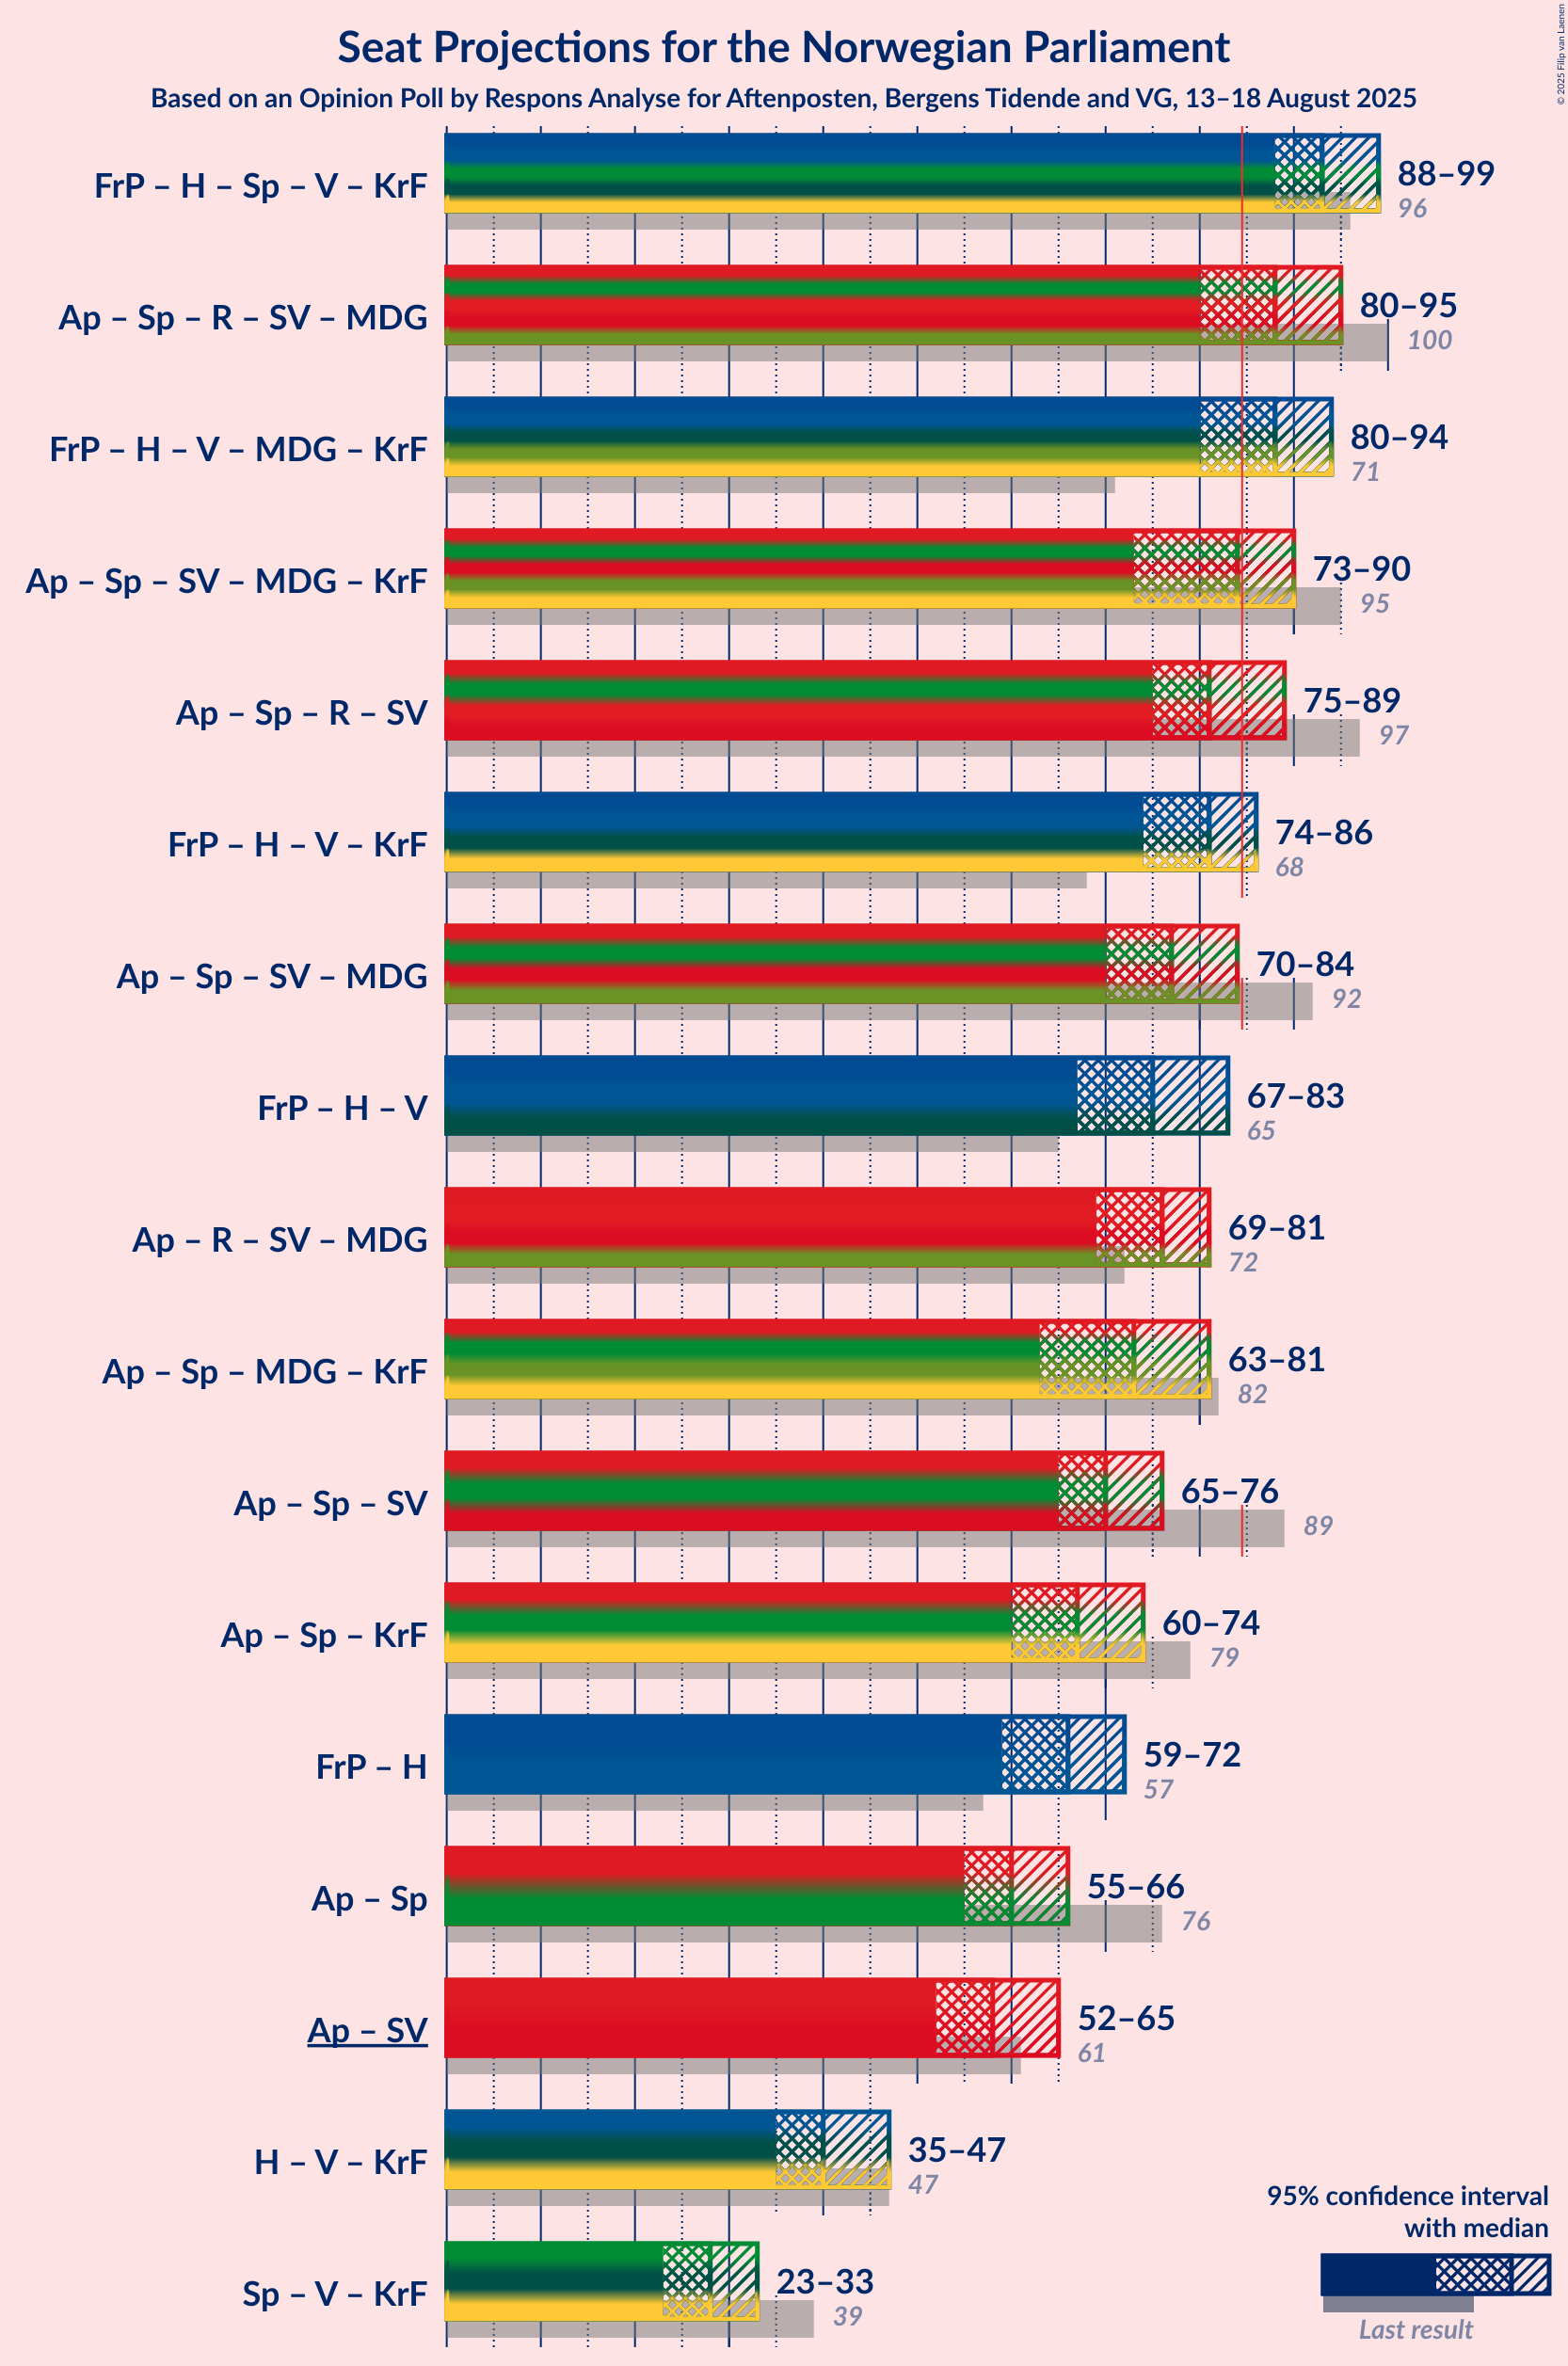 Seat Projections for the Norwegian Parliament
Based on an Opinion Poll by Respons Analyse for Aftenposten, Bergens Tidende and VG, 13–18 August 2025
© 2025 Filip van Laenen
FrP – H – Sp – V – KrF
88–99
96
Ap – Sp – R – SV – MDG
80–95
100
FrP – H – V – MDG – KrF
80–94
71
Ap – Sp – SV – MDG – KrF
73–90
95
Ap – Sp – R – SV
75–89
97
FrP – H – V – KrF
74–86
68
Ap – Sp – SV – MDG
70–84
92
FrP – H – V
67–83
65
Ap – R – SV – MDG
69–81
72
Ap – Sp – MDG – KrF
63–81
82
Ap – Sp – SV
65–76
89
Ap – Sp – KrF
60–74
79
FrP – H
59–72
57
Ap – Sp
55–66
76
Ap – SV
52–65
61
H – V – KrF
35–47
47
Sp – V – KrF
23–33
39
95% confidence interval
with median
Last result